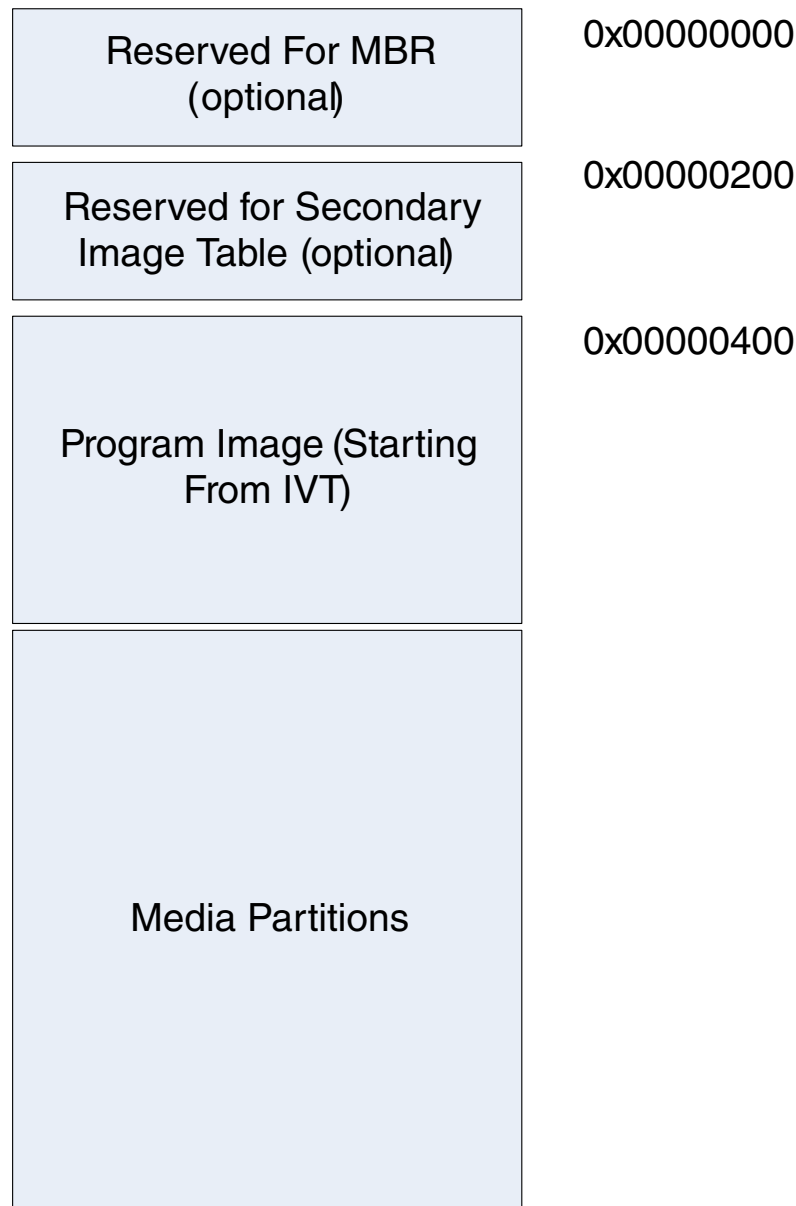 Reserved For MBR
(optional)
0x00000000
Reserved for Secondary
Image Table (optional)
0x00000200
Program Image (Starting
From IVT)
0x00000400
Media Partitions